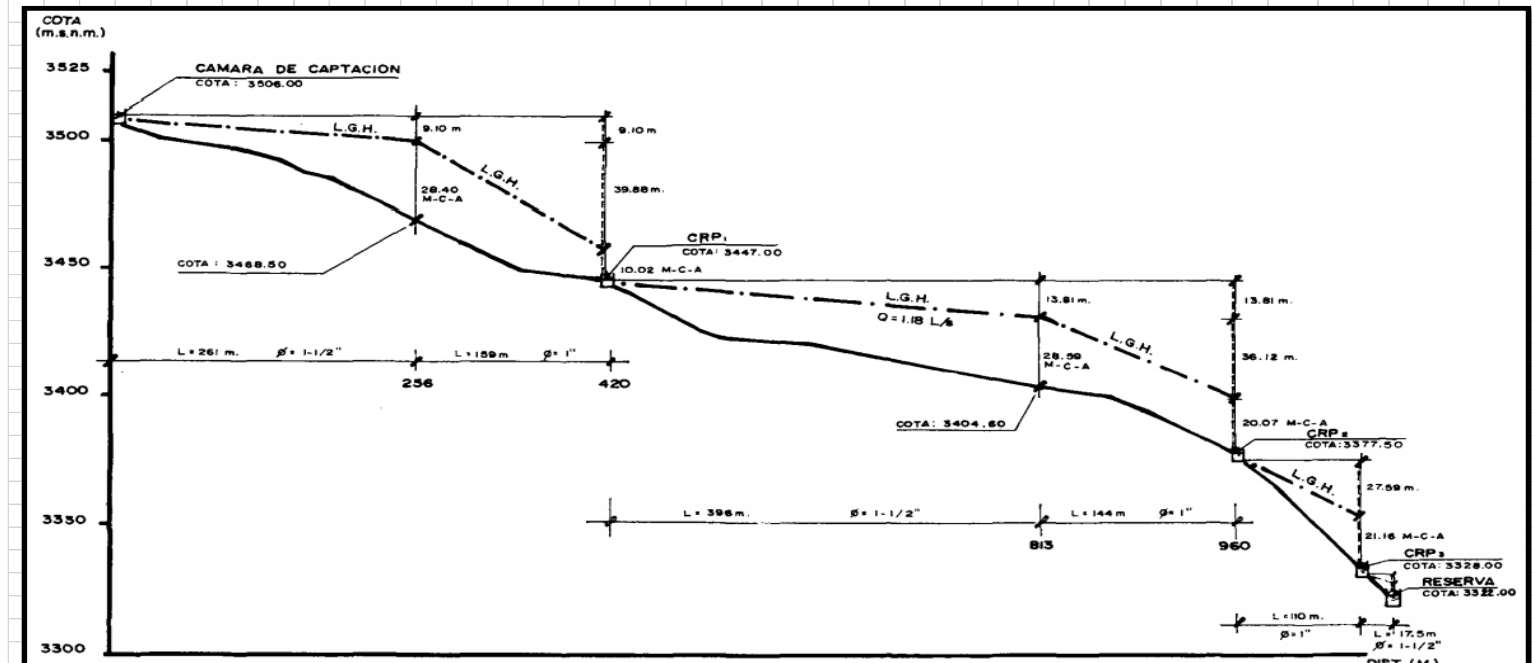 COTA
(m.s.n.m.)
3525
CAMARA DE CAPTACION
COTA: 3506.00
3500
L.G.H.
9.10 m
9.10 m
L.G.H.
28.40
M-C-A
39.88 m.
COTA: 3468.50
CRP₁
COTA: 3447.00
3450
10.02 M-C-A
L.G.H.
Q=1.18 L/s
13.81 m.
13.81 m.
L.G.H.
L=261 m. Ø=1-1/2"
L=159m Ø=1"
28.59
M-C-A
36.12 m.
256
420
3400
COTA: 3404.60
20.07 M-C-A
CRP₂
COTA:3377.50
L.G.H.
27.59 m.
L=396m. Ø=1-1/2"
L=144m Ø=1"
3350
813
960
21.16 M-C-A
CRP₃
COTA: 3328.00
RESERVA
COTA: 3322.00
L=110 m.
Ø=1"
L=17.5m
Ø=1-1/2"
3300
DIST. (M.)